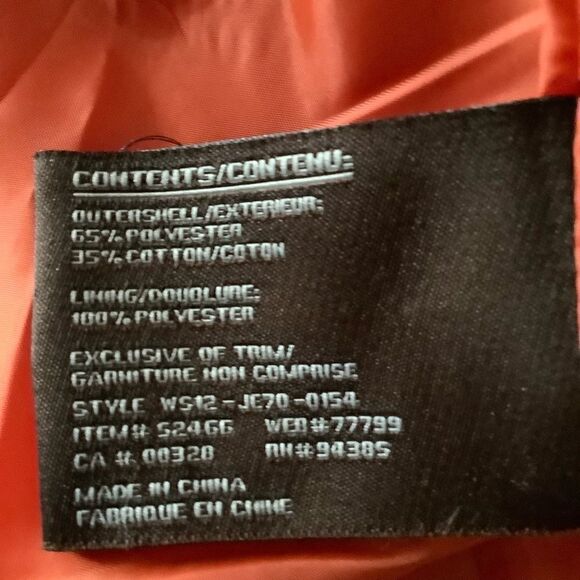 CONTENTS/CONTENU:
OUTERSHELL/EXTERIEUR:
65% POLYESTER
35% COTTON/COTON
LINING/DOUDLURE:
100% POLYESTER
EXCLUSIVE OF TRIM/
GARNITURE NON COMPRISE
STYLE WS12-JE70-0154
ITEM# 52466 WEB#77799
CA #. 00328 RN#:94385
MADE IN CHINA
FABRIQUE EN CHINE